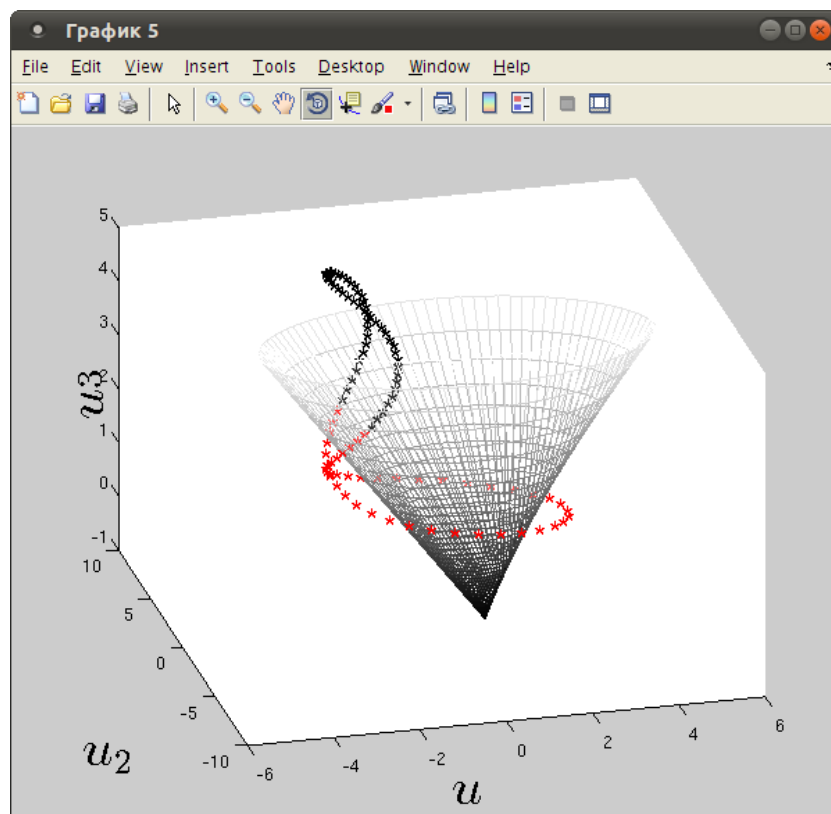 График 5
File Edit View Insert Tools Desktop Window Help
5
4
3
2
1
0
-1
u3
10
5
0
-5
-10
u₂
-6 -4 -2 0 2 4 6
u